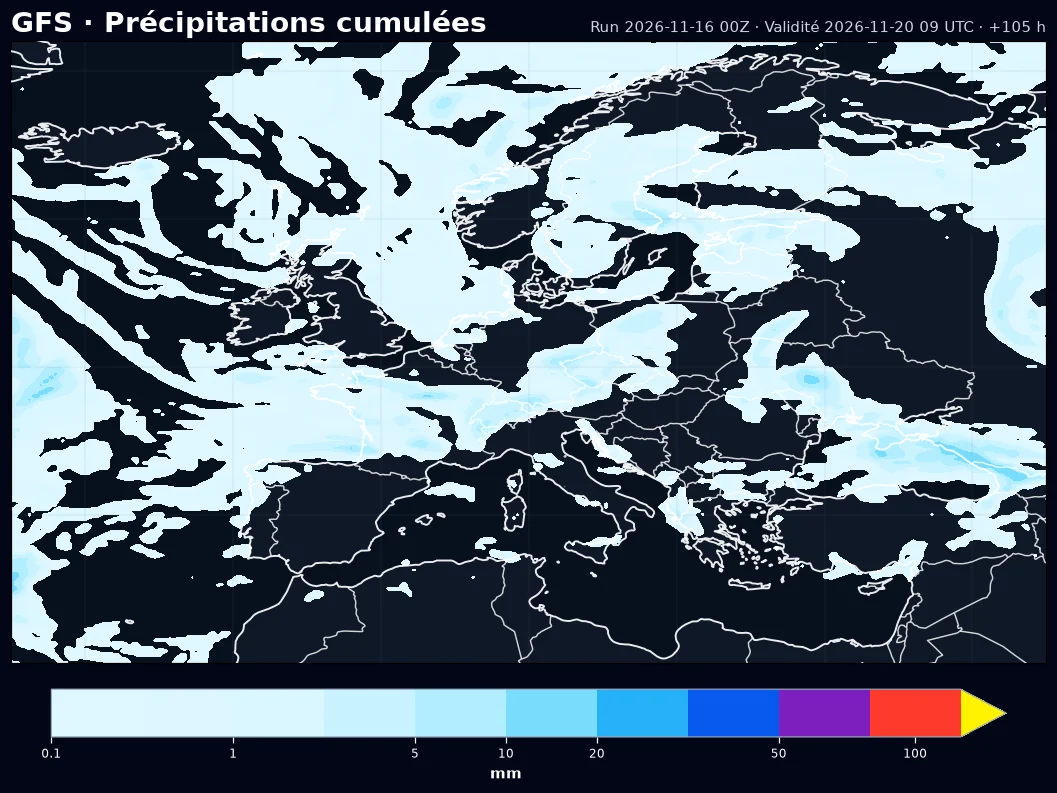 GFS · Précipitations cumulées
Run 2026-11-16 00Z · Validité 2026-11-20 09 UTC · +105 h
0.1 1 5 10 20 50 100
mm